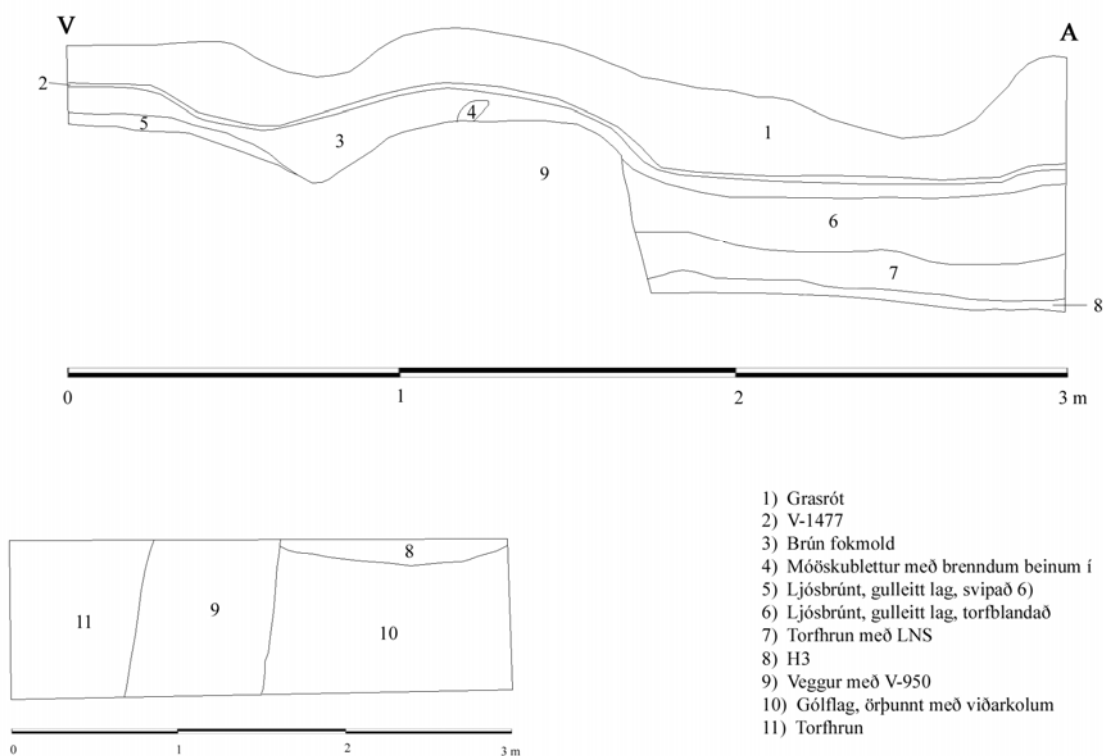 V A
2
5
3
4
9
1
6
7
8
0 1 2 3 m
8
11
9
10
0 1 2 3 m
1) Grasrót
2) V-1477
3) Brún fokmold
4) Móöskublettur með brenndum beinum í
5) Ljósbrúnt, gulleitt lag, svipað 6)
6) Ljósbrúnt, gulleitt lag, torfblandað
7) Torfhrun með LNS
8) H3
9) Veggur með V-950
10) Gólflag, örþunnt með viðarkolum
11) Torfhrun